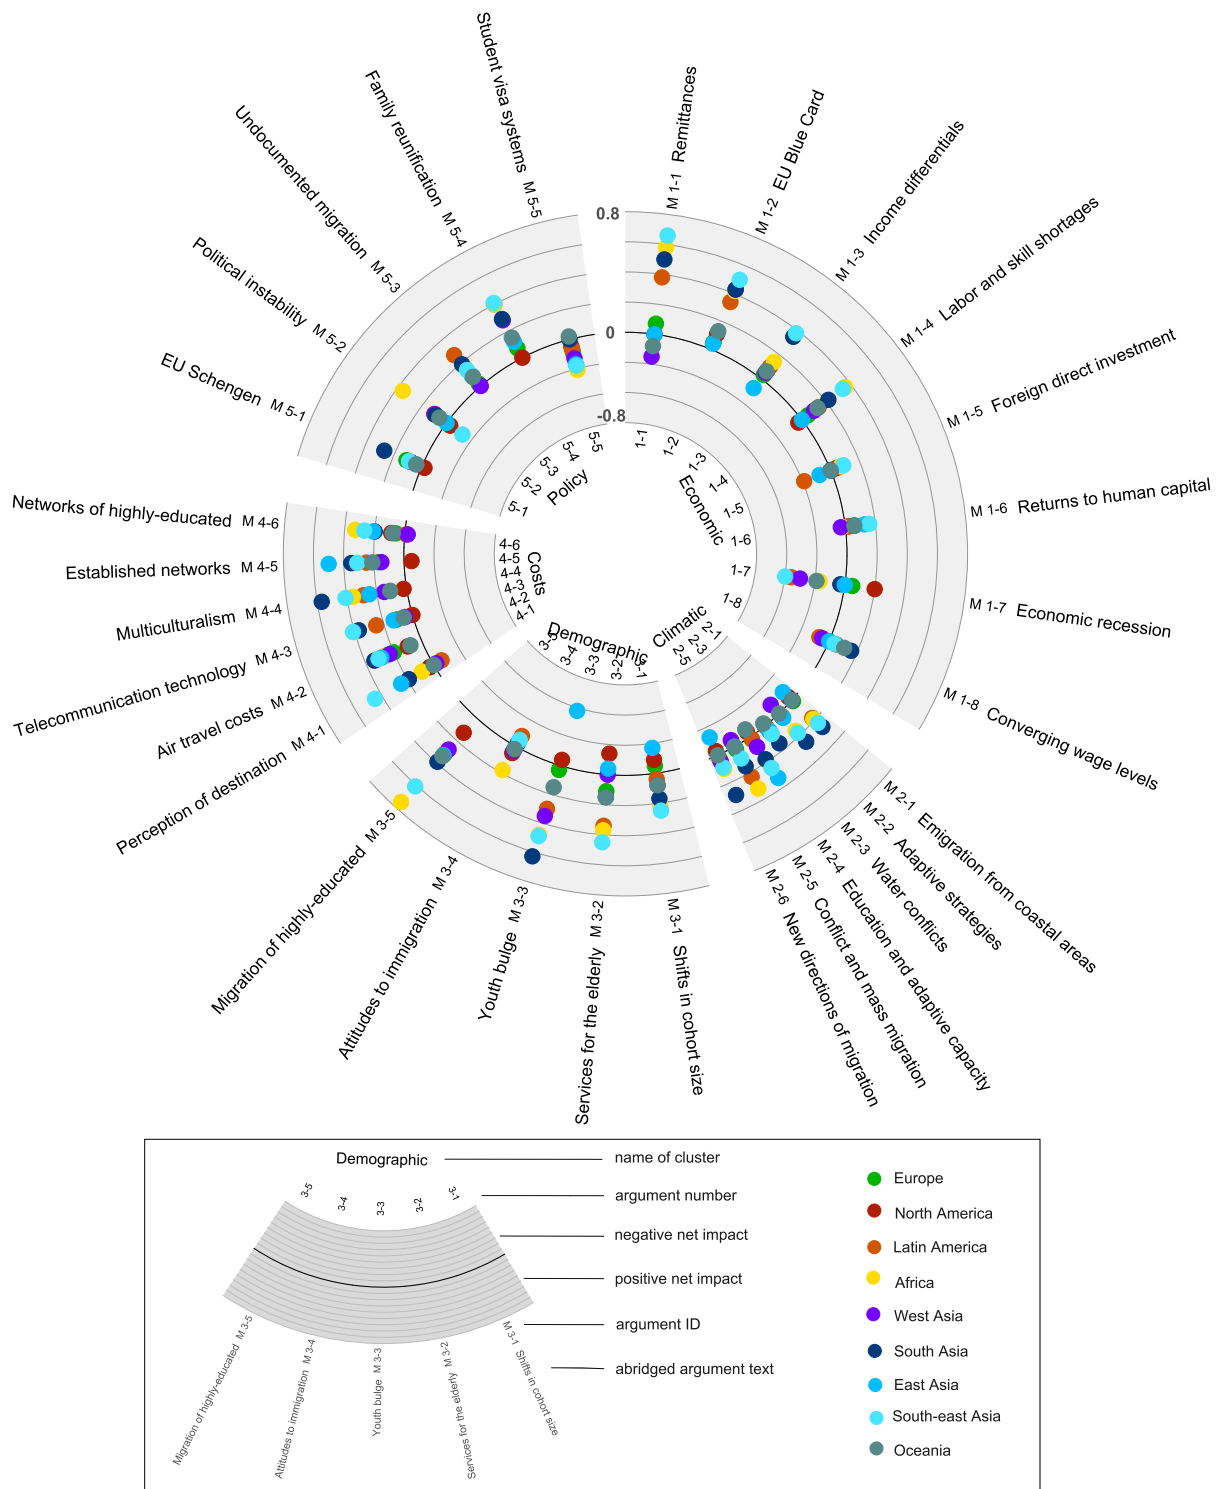 Student visa systems M 5-5
Family reunification M 5-4
Undocumented migration M 5-3
Political instability M 5-2
EU Schengen M 5-1
M 1-1 Remittances
M 1-2 EU Blue Card
M 1-3 Income differentials
M 1-4 Labor and skill shortages
M 1-5 Foreign direct investment
M 1-6 Returns to human capital
M 1-7 Economic recession
M 1-8 Converging wage levels
0.8
0
-0.8
5-5
5-4
5-3
5-2
5-1
Policy
1-1
1-2
1-3
1-4
1-5
1-6
1-7
1-8
Economic
Networks of highly-educated M 4-6
Established networks M 4-5
Multiculturalism M 4-4
Telecommunication technology M 4-3
Air travel costs M 4-2
Perception of destination M 4-1
4-6
4-5
4-4
4-3
4-2
4-1
Costs
Demographic
3-5
3-4
3-3
3-2
3-1
Climatic
2-1
2-3
2-5
M 2-1 Emigration from coastal areas
M 2-2 Adaptive strategies
M 2-3 Water conflicts
M 2-4 Education and adaptive capacity
M 2-5 Conflict and mass migration
M 2-6 New directions of migration
Migration of highly-educated M 3-5
Attitudes to immigration M 3-4
Youth bulge M 3-3
Services for the elderly M 3-2
M 3-1 Shifts in cohort size
Demographic
3-5
3-4
3-3
3-2
3-1
Migration of highly-educated M 3-5
Attitudes to immigration M 3-4
Youth bulge M 3-3
Services for the elderly M 3-2
M 3-1 Shifts in cohort size
name of cluster
argument number
negative net impact
positive net impact
argument ID
abridged argument text
Europe
North America
Latin America
Africa
West Asia
South Asia
East Asia
South-east Asia
Oceania